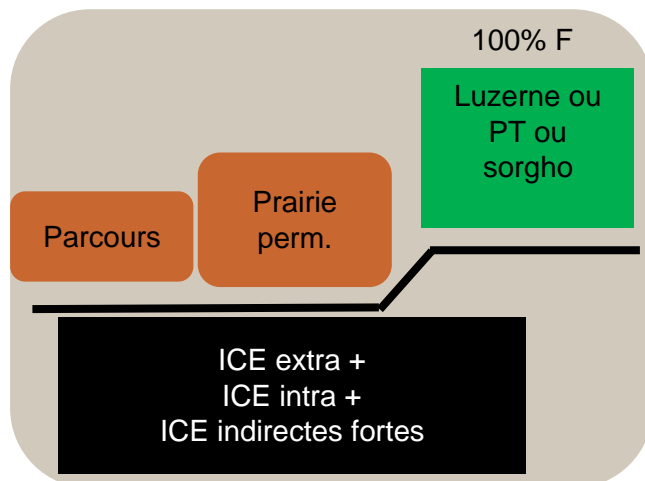 100% F
Luzerne ou
PT ou
sorgho
Prairie
perm.
Parcours
ICE extra +
ICE intra +
ICE indirectes fortes